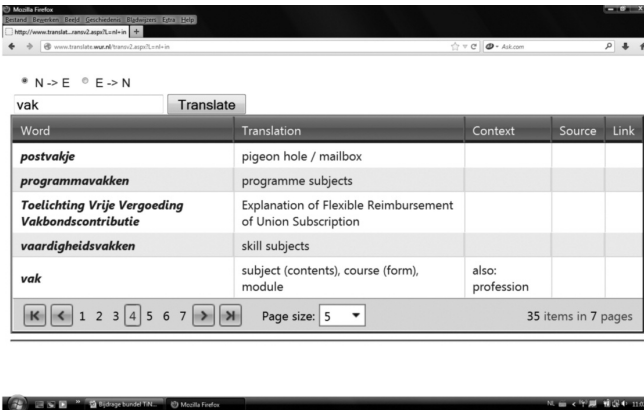 Mozilla Firefox
Bestand Bewerken Beeld Geschiedenis Bladwijzers Extra Help
http://www.translat...ransv2.aspx?L=nl+in
www.translate.wur.nl/transv2.aspx?L=nl+in
Ask.com
N -> E E -> N
vak Translate
Word Translation Context Source Link
postvakje pigeon hole / mailbox
programmavakken programme subjects
Toelichting Vrije Vergoeding Explanation of Flexible Reimbursement
Vakbondscontributie of Union Subscription
vaardigheidsvakken skill subjects
vak subject (contents), course (form), also:
module profession
1 2 3 4 5 6 7 Page size: 5 35 items in 7 pages
Bijdrage bundel TiN... Mozilla Firefox NL 11:03